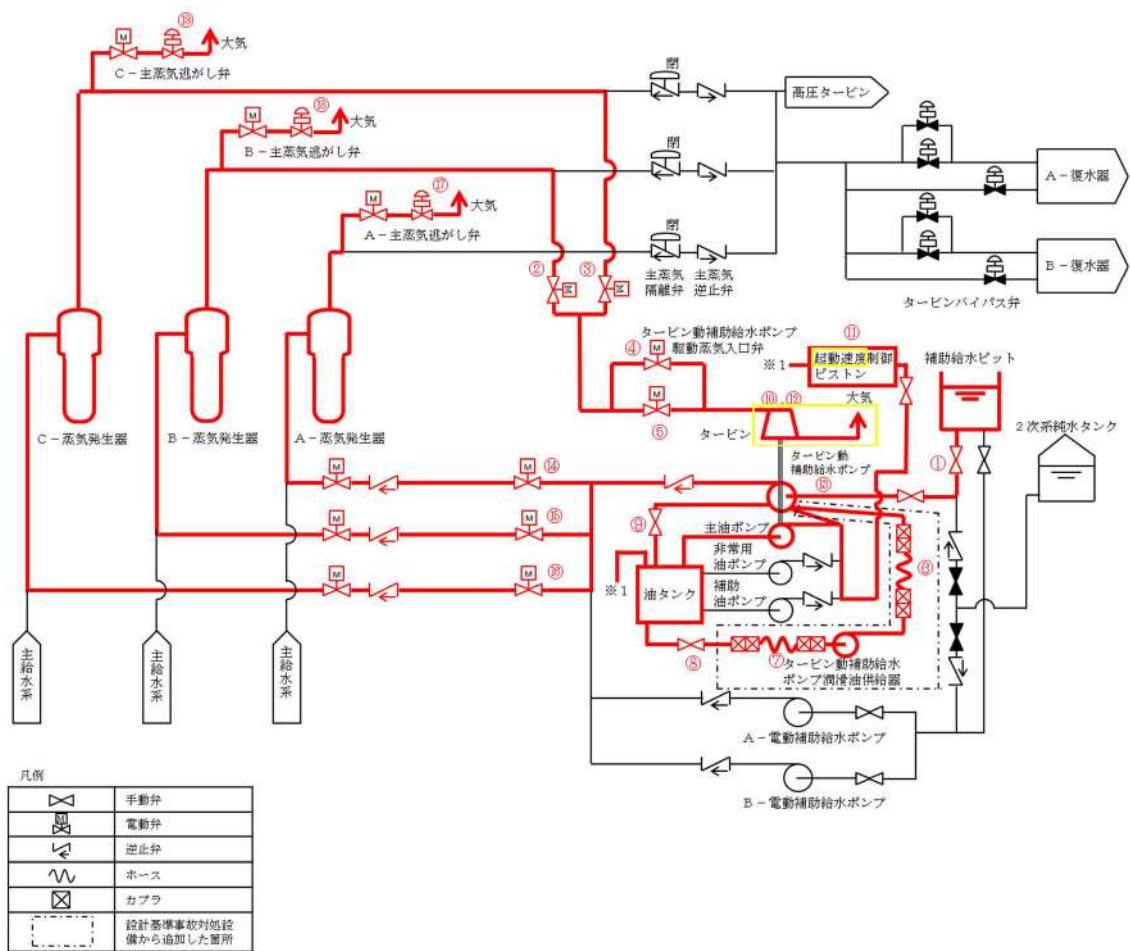 ⑲
大気
C-主蒸気逃がし弁
⑱
大気
B-主蒸気逃がし弁
⑰
大気
A-主蒸気逃がし弁
閉
閉
閉
高圧タービン
A-復水器
B-復水器
主蒸気
隔離弁
主蒸気
逆止弁
タービンバイパス弁
②
③
タービン動補助給水ポンプ
駆動蒸気入口弁
④
⑤
⑪
※1
起動速度制御
ピストン
補助給水ピット
2次系純水タンク
⑩,⑫
大気
タービン
タービン動
補助給水ポンプ
①
⑬
C-蒸気発生器
B-蒸気発生器
A-蒸気発生器
M
M
⑭
M
M
⑮
M
M
⑯
⑨
主油ポンプ
非常用
油ポンプ
補助
油ポンプ
※1
油タンク
⑥
⑧
⑦
タービン動補助給水
ポンプ潤滑油供給器
主給水系
主給水系
主給水系
A-電動補助給水ポンプ
B-電動補助給水ポンプ
凡例
手動弁
M
電動弁
逆止弁
ホース
カプラ
設計基準事故対処設
備から追加した箇所